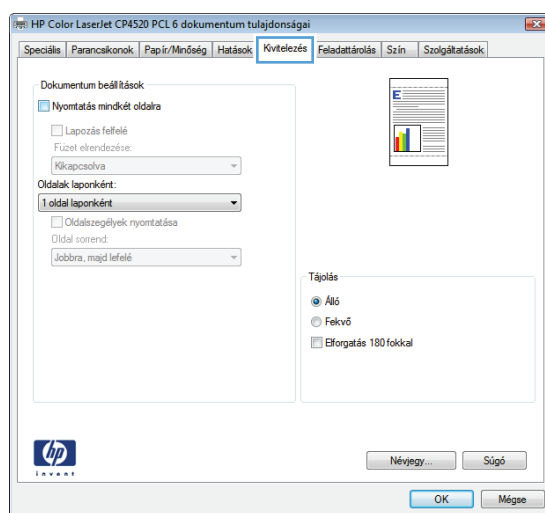 HP Color LaserJet CP4520 PCL 6 dokumentum tulajdonságai
Speciális Parancsikonok Papír/Minőség Hatások Kivitelezés Feladattárolás Szín Szolgáltatások
Dokumentum beállítások
Nyomtatás mindkét oldalra
Lapozás felfelé
Füzet elrendezése:
Kikapcsolva
Oldalak laponként:
1 oldal laponként
Oldalszegélyek nyomtatása
Oldal sorrend:
Jobbra, majd lefelé
E
Tájolás
Álló
Fekvő
Elforgatás 180 fokkal
hp
invent
Névjegy... Súgó
OK Mégse